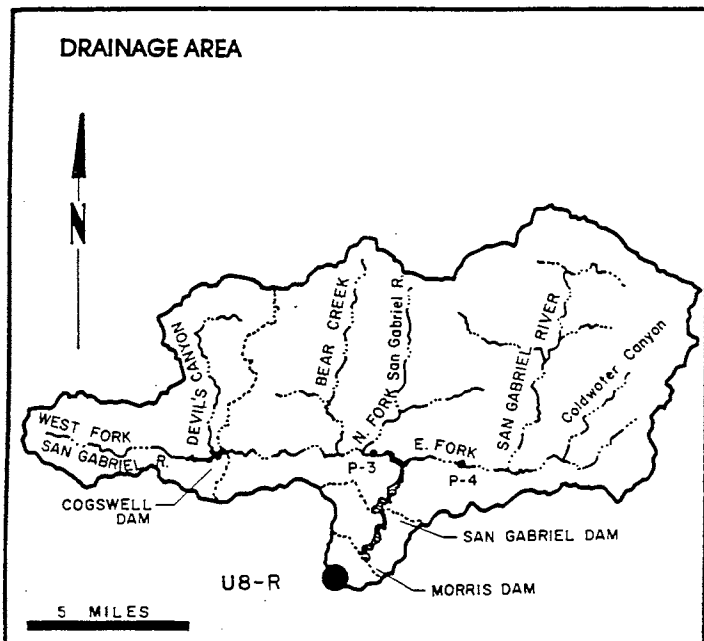 DRAINAGE AREA
N
DEVIL'S CANYON
BEAR CREEK
N. FORK San Gabriel R.
SAN GABRIEL RIVER
Coldwater Canyon
WEST FORK
SAN GABRIEL R.
E. FORK
P-3
P-4
COGSWELL
DAM
SAN GABRIEL DAM
U8-R
MORRIS DAM
5 MILES